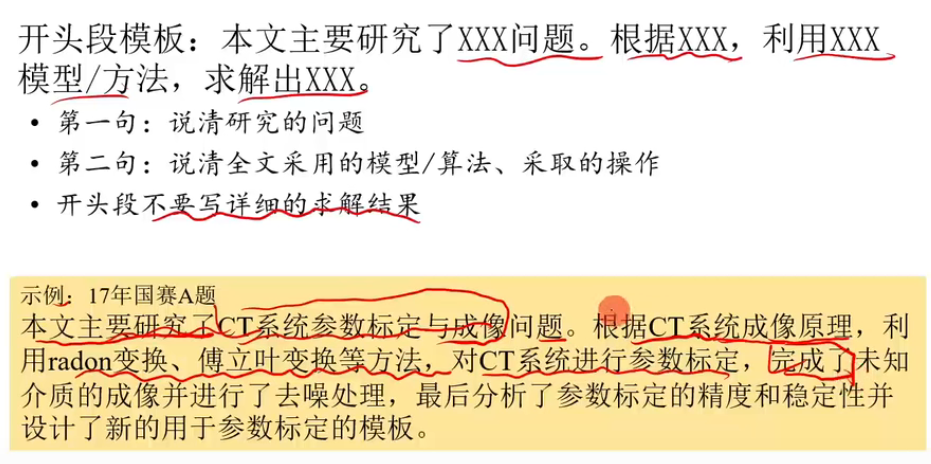 开头段模板：本文主要研究了XXX问题。根据XXX，利用XXX
模型/方法，求解出XXX。
• 第一句：说清研究的问题
• 第二句：说清全文采用的模型/算法、采取的操作
• 开头段不要写详细的求解结果
示例：17年国赛A题
本文主要研究了CT系统参数标定与成像问题。根据CT系统成像原理，利
用radon变换、傅立叶变换等方法，对CT系统进行参数标定，完成了未知
介质的成像并进行了去噪处理，最后分析了参数标定的精度和稳定性并
设计了新的用于参数标定的模板。